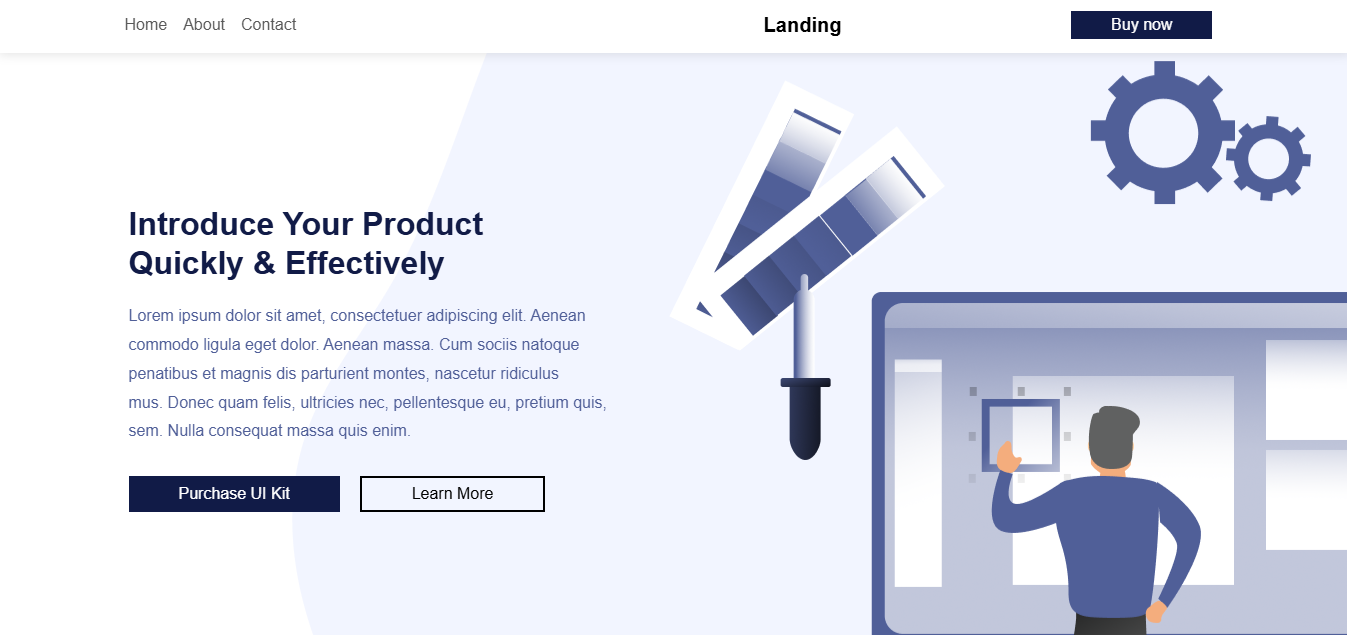 Home About Contact
Landing
Buy now
Introduce Your Product
Quickly & Effectively
Lorem ipsum dolor sit amet, consectetuer adipiscing elit. Aenean
commodo ligula eget dolor. Aenean massa. Cum sociis natoque
penatibus et magnis dis parturient montes, nascetur ridiculus
mus. Donec quam felis, ultricies nec, pellentesque eu, pretium quis,
sem. Nulla consequat massa quis enim.
Purchase UI Kit
Learn More